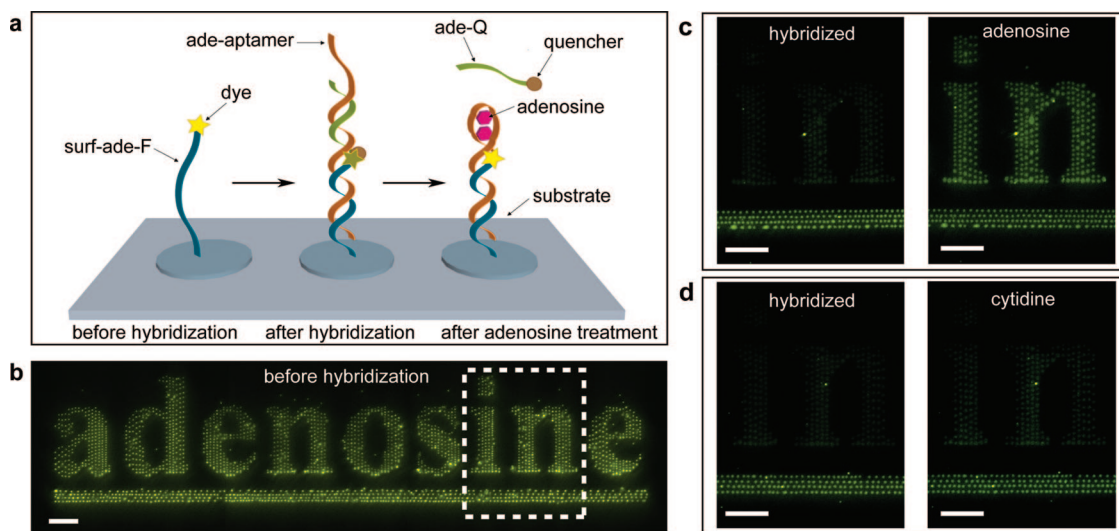 a
ade-aptamer
ade-Q
quencher
dye
adenosine
surf-ade-F
substrate
before hybridization after hybridization after adenosine treatment
b
before hybridization
adenosine
c
hybridized adenosine
in in
d
hybridized cytidine
in in